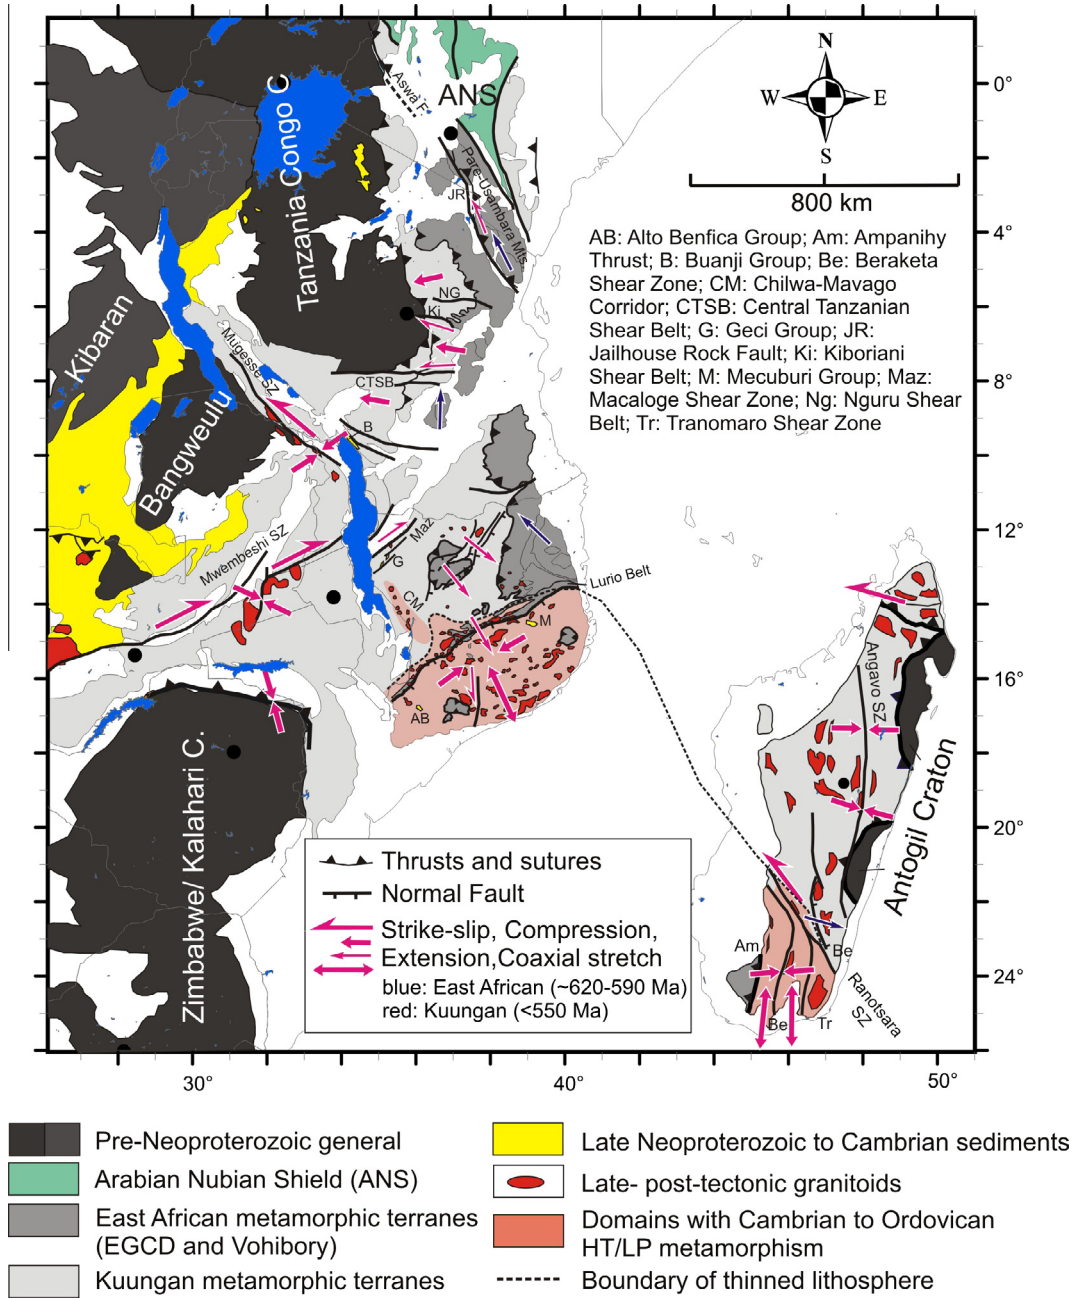 N
W
E
S
800 km
AB: Alto Benfica Group; Am: Ampanihy
Thrust; B: Buanji Group; Be: Beraketa
Shear Zone; CM: Chilwa-Mavago
Corridor; CTSB: Central Tanzanian
Shear Belt; G: Geci Group; JR:
Jailhouse Rock Fault; Ki: Kiboriani
Shear Belt; M: Mecuburi Group; Maz:
Macaloge Shear Zone; Ng: Nguru Shear
Belt; Tr: Tranomaro Shear Zone
0°
4°
6°
8°
12°
16°
20°
24°
30°
40°
50°
Aswa F.
ANS
Tanzania Congo C.
Pare-Usambara Mts.
JR
NG
Ki
CTSB
B
Kibaran
Mugesse SZ
Bangweulu
Mwembeshi SZ
Maz
G
CM
Lurio Belt
M
AB
Zimbabwe/ Kalahari C.
Angavo SZ
Antogil Craton
Am
Be
Ranotsara
SZ
Be
Tr
Thrusts and sutures
Normal Fault
Strike-slip, Compression,
Extension,Coaxial stretch
blue: East African (~620-590 Ma)
red: Kuungan (<550 Ma)
Pre-Neoproterozoic general
Arabian Nubian Shield (ANS)
East African metamorphic terranes
(EGCD and Vohibory)
Kuungan metamorphic terranes
Late Neoproterozoic to Cambrian sediments
Late- post-tectonic granitoids
Domains with Cambrian to Ordovican
HT/LP metamorphism
Boundary of thinned lithosphere